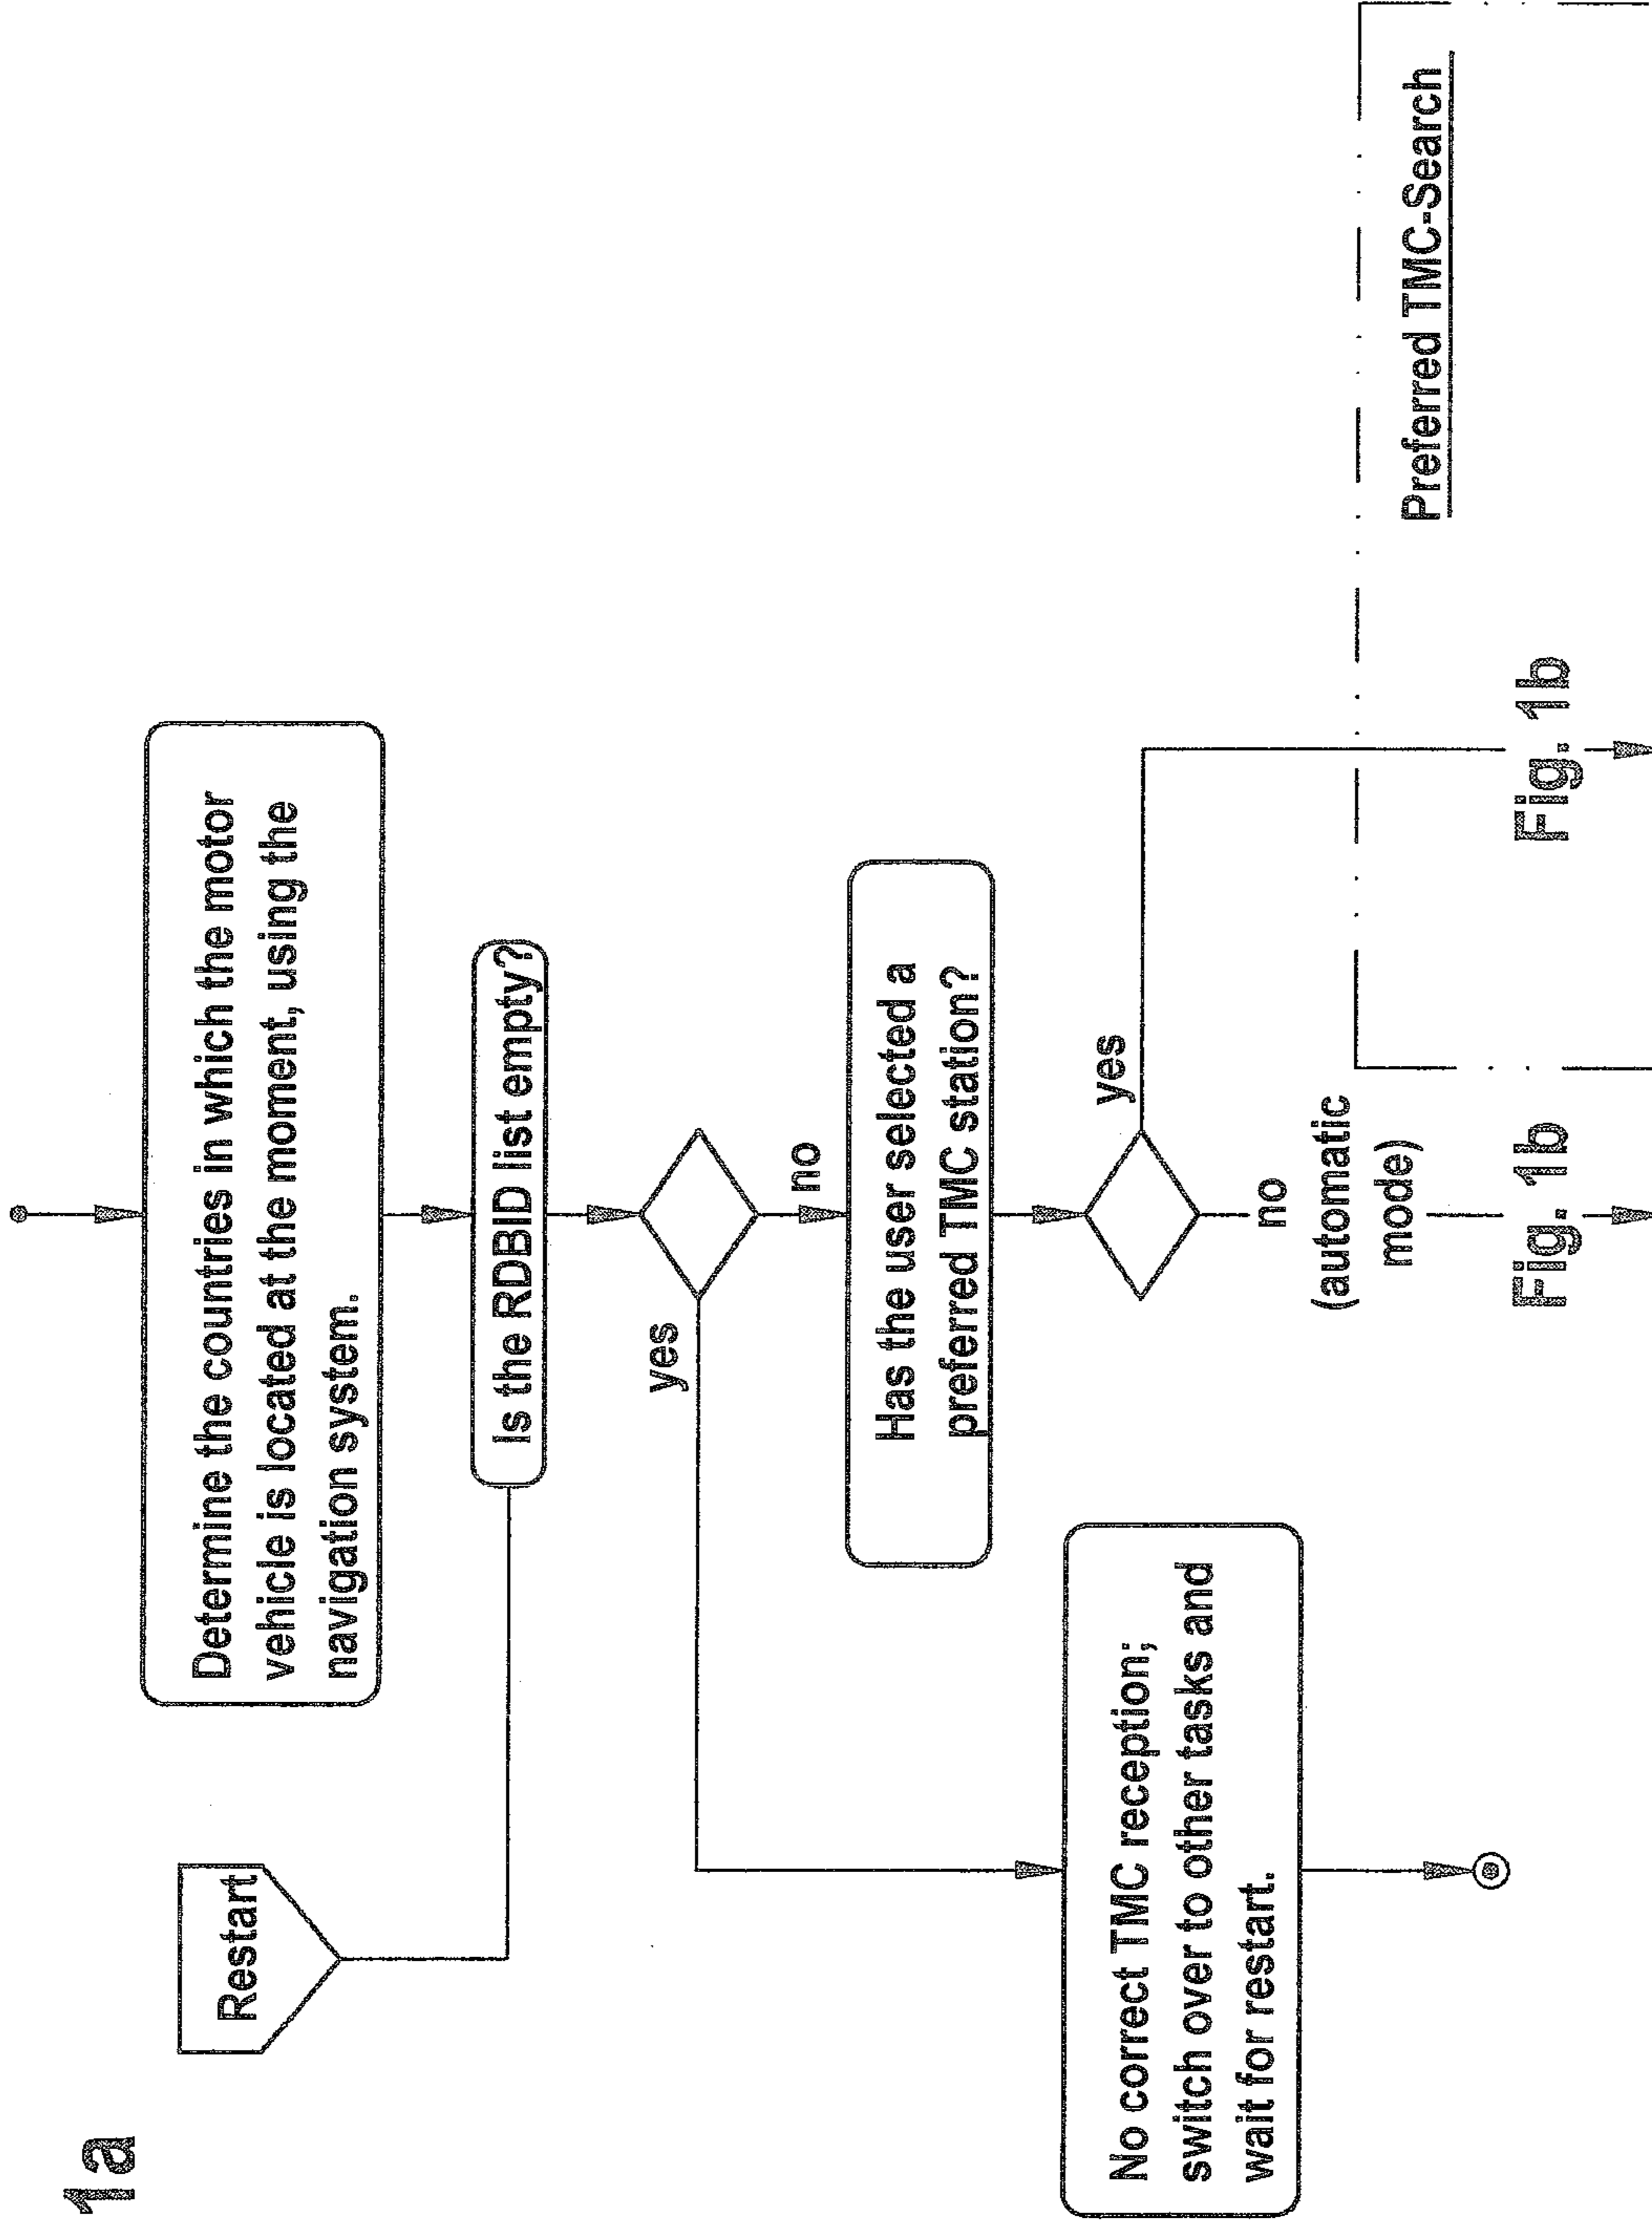 1a
Restart
Determine the countries in which the motor
vehicle is located at the moment, using the
navigation system.
Is the RDBID list empty?
yes
no
No correct TMC reception;
switch over to other tasks and
wait for restart.
Has the user selected a
preferred TMC station?
yes
no
(automatic
mode)
Preferred TMC-Search
Fig. 1b
Fig. 1b